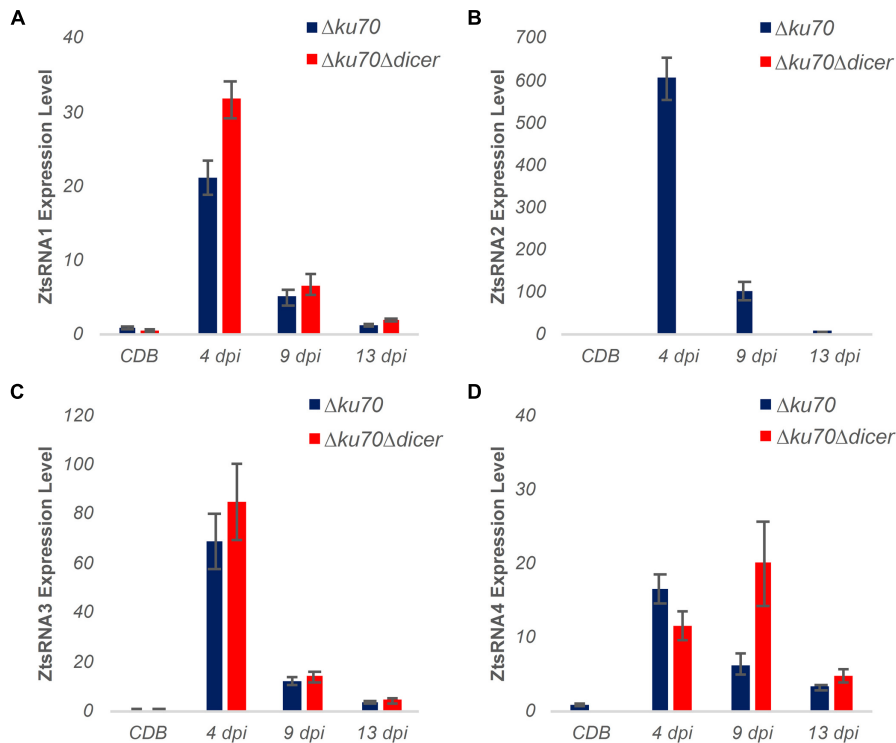 A
ZtsRNA1 Expression Level
40
30
20
10
0
Δku70
Δku70Δdicer
CDB 4 dpi 9 dpi 13 dpi
B
ZtsRNA2 Expression Level
700
600
500
400
300
200
100
0
Δku70
Δku70Δdicer
CDB 4 dpi 9 dpi 13 dpi
C
ZtsRNA3 Expression Level
120
100
80
60
40
20
0
Δku70
Δku70Δdicer
CDB 4 dpi 9 dpi 13 dpi
D
ZtsRNA4 Expression Level
40
30
20
10
0
Δku70
Δku70Δdicer
CDB 4 dpi 9 dpi 13 dpi